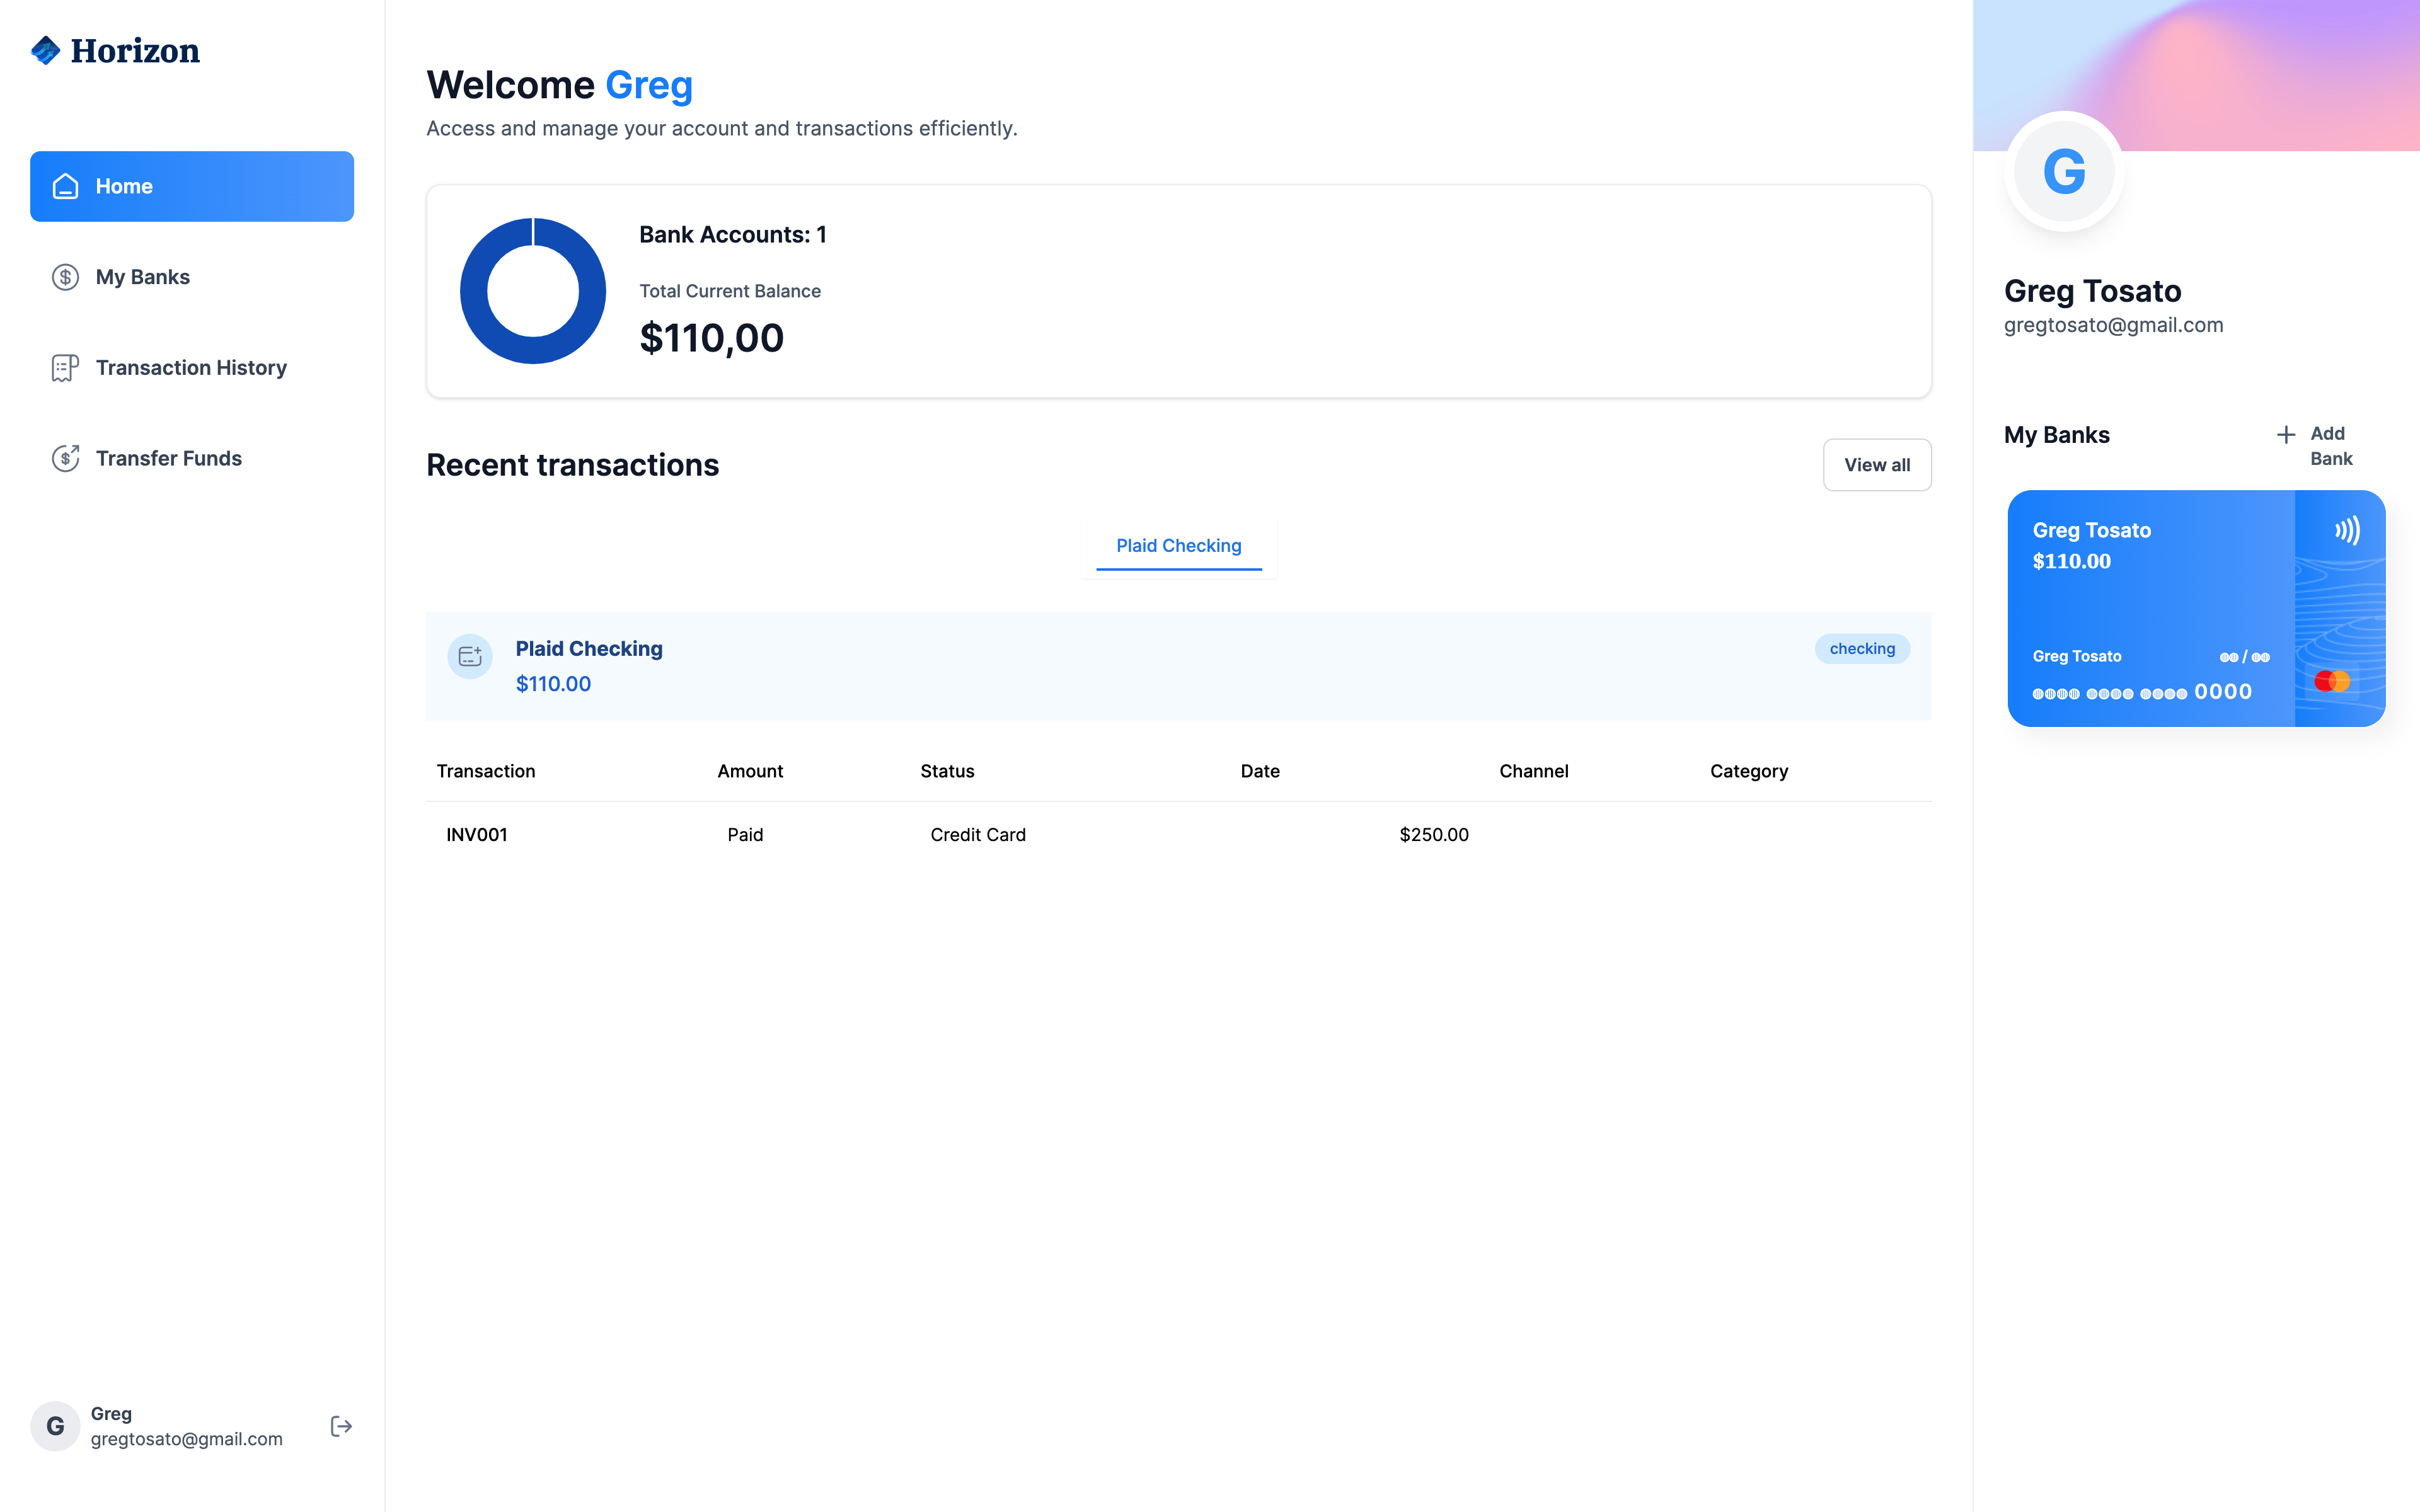 Horizon
Home
My Banks
Transaction History
Transfer Funds
G
Greg
gregtosato@gmail.com
Welcome Greg
Access and manage your account and transactions efficiently.
Bank Accounts: 1
Total Current Balance
$110,00
Recent transactions
View all
Plaid Checking
Plaid Checking
$110.00
checking
Transaction Amount Status Date Channel Category
INV001 Paid Credit Card $250.00
G
Greg Tosato
gregtosato@gmail.com
My Banks
Add
Bank
Greg Tosato
$110.00
Greg Tosato ●● / ●●
●●●● ●●●● ●●●● 0000